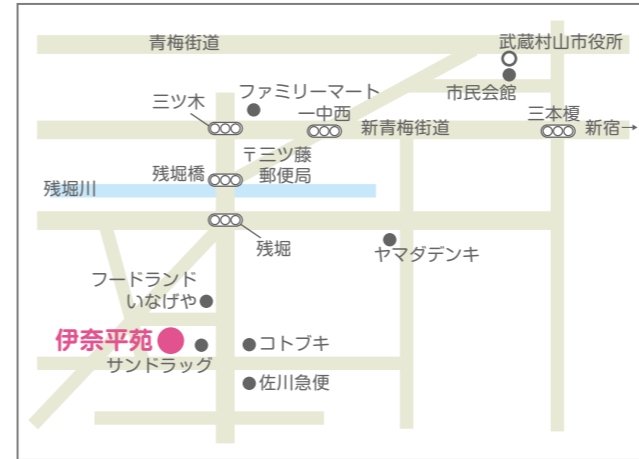 青梅街道
武蔵村山市役所
市民会館
ファミリーマート
三ツ木
一中西
新青梅街道
三本榎
新宿→
残堀橋
〒三ツ藤
郵便局
残堀川
残堀
ヤマダデンキ
フードランド
いなげや
伊奈平苑
サンドラッグ
コトブキ
佐川急便